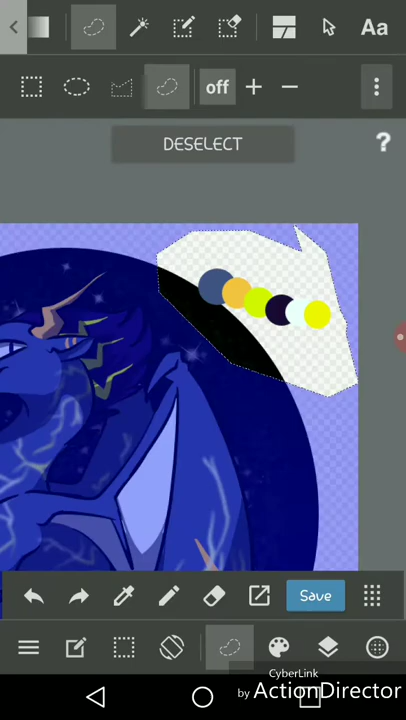 Aa
off
DESELECT
?
Save
CyberLink
by ActionDirector